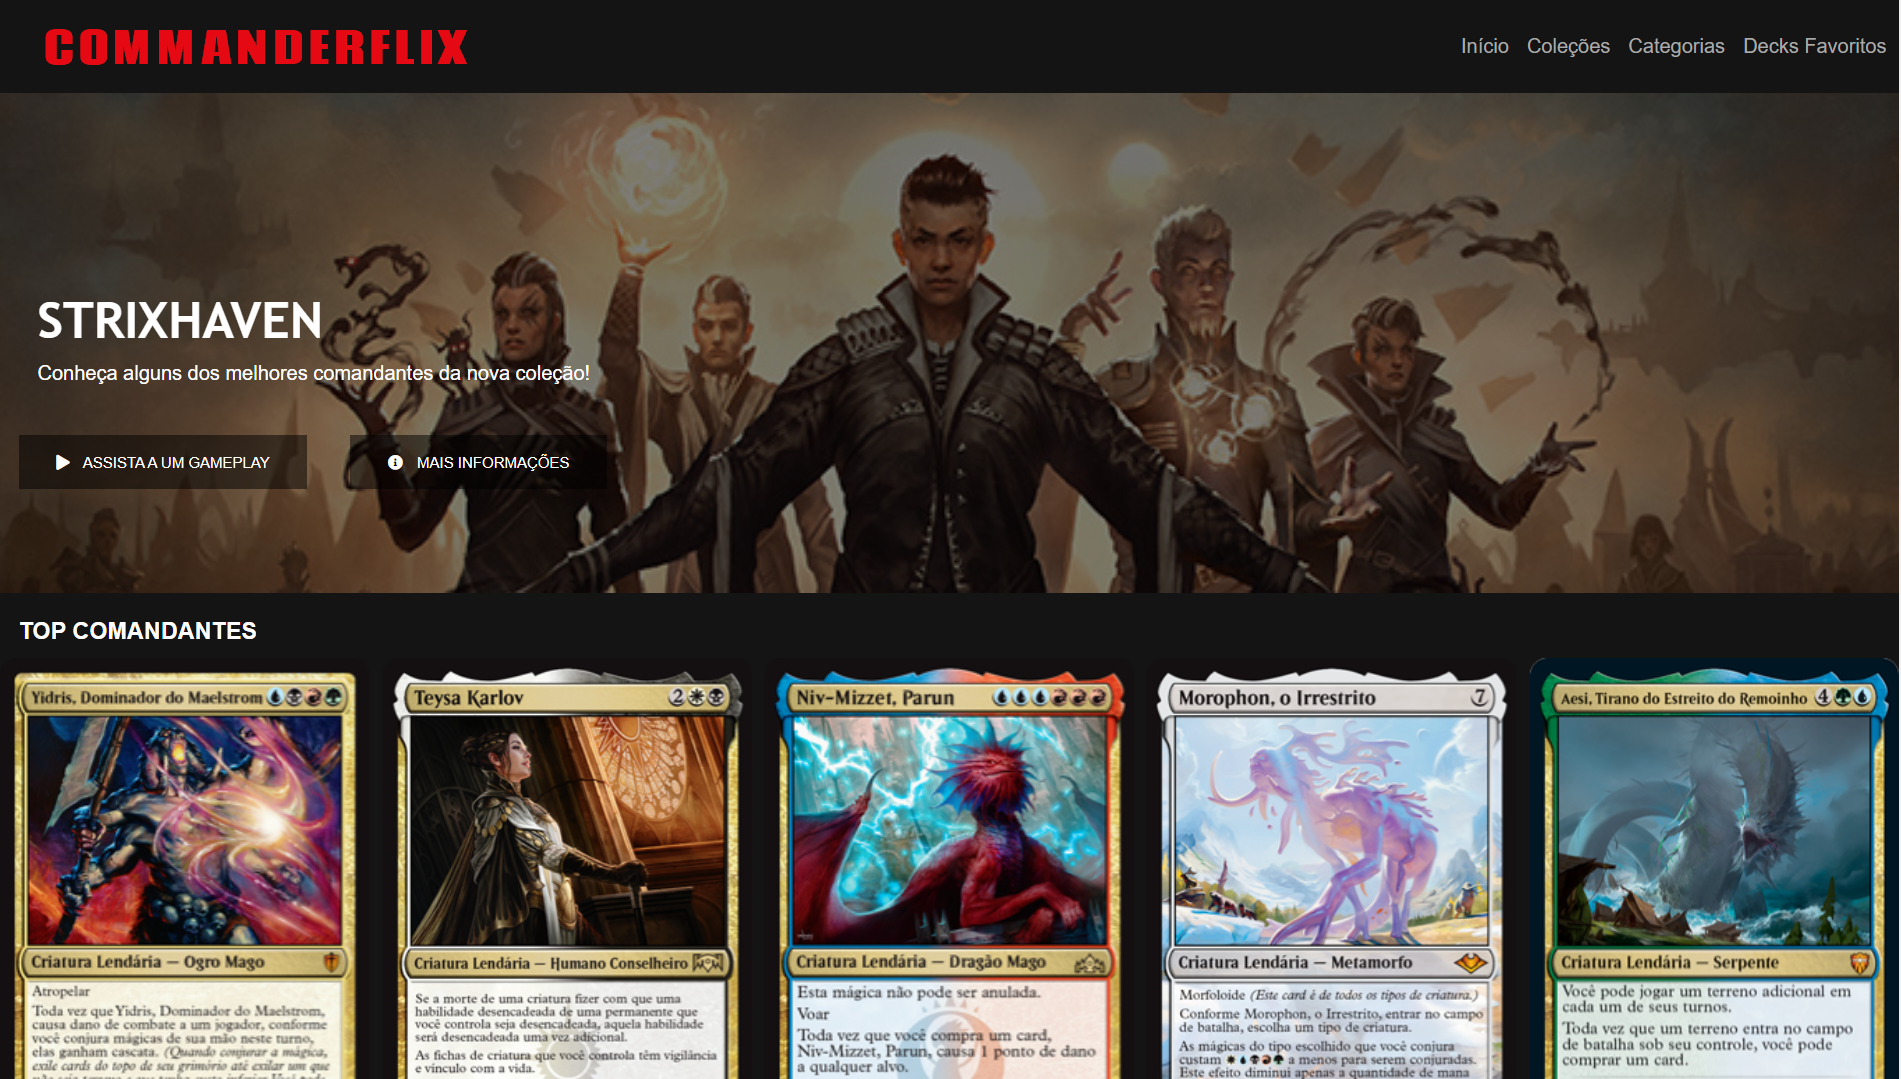 COMMANDERFLIX
Início Coleções Categorias Decks Favoritos
STRIXHAVEN
Conheça alguns dos melhores comandantes da nova coleção!
ASSISTA A UM GAMEPLAY
MAIS INFORMAÇÕES
TOP COMANDANTES
Yidris, Dominador do Maelstrom
Criatura Lendária — Ogro Mago
Atropelar
Toda vez que Yidris, Dominador do Maelstrom,
causa dano de combate a um jogador, conforme
você conjura mágicas de sua mão neste turno,
elas ganham cascata. (Quando conjurar a mágica,
exile cards do topo de seu grimório até exilar um que
Teysa Karlov
2
Criatura Lendária — Humano Conselheiro
Se a morte de uma criatura fizer com que uma
habilidade desencadeada de uma permanente que
você controla seja desencadeada, aquela habilidade
será desencadeada uma vez adicional.
As fichas de criatura que você controla têm vigilância
e vínculo com a vida.
Niv-Mizzet, Parun
Criatura Lendária — Dragão Mago
Esta mágica não pode ser anulada.
Voar
Toda vez que você compra um card,
Niv-Mizzet, Parun, causa 1 ponto de dano
a qualquer alvo.
Morophon, o Irrestrito
7
Criatura Lendária — Metamorfo
Morfoloide (Este card é de todos os tipos de criatura.)
Conforme Morophon, o Irrestrito, entrar no campo
de batalha, escolha um tipo de criatura.
As mágicas do tipo escolhido que você conjura
custam a menos para serem conjuradas.
Este efeito diminui apenas a quantidade de mana
Aesi, Tirano do Estreito do Remoinho
4
Criatura Lendária — Serpente
Você pode jogar um terreno adicional em
cada um de seus turnos.
Toda vez que um terreno entra no campo
de batalha sob seu controle, você pode
comprar um card.